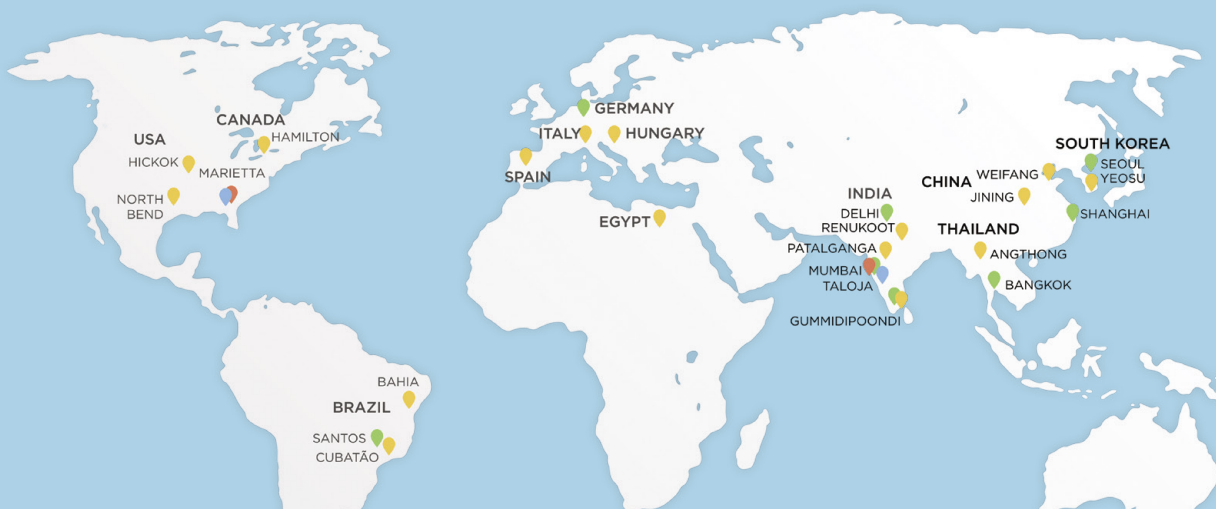 CANADA
HAMILTON
USA
HICKOK
MARIETTA
NORTH
BEND
BAHIA
BRAZIL
SANTOS
CUBATÃO
GERMANY
ITALY
HUNGARY
SPAIN
EGYPT
INDIA
DELHI
RENUKOOT
PATALGANGA
MUMBAI
TALOJA
GUMMIDIPOONDI
SOUTH KOREA
SEOUL
YEOSU
WEIFANG
CHINA
JINING
SHANGHAI
THAILAND
ANGTHONG
BANGKOK